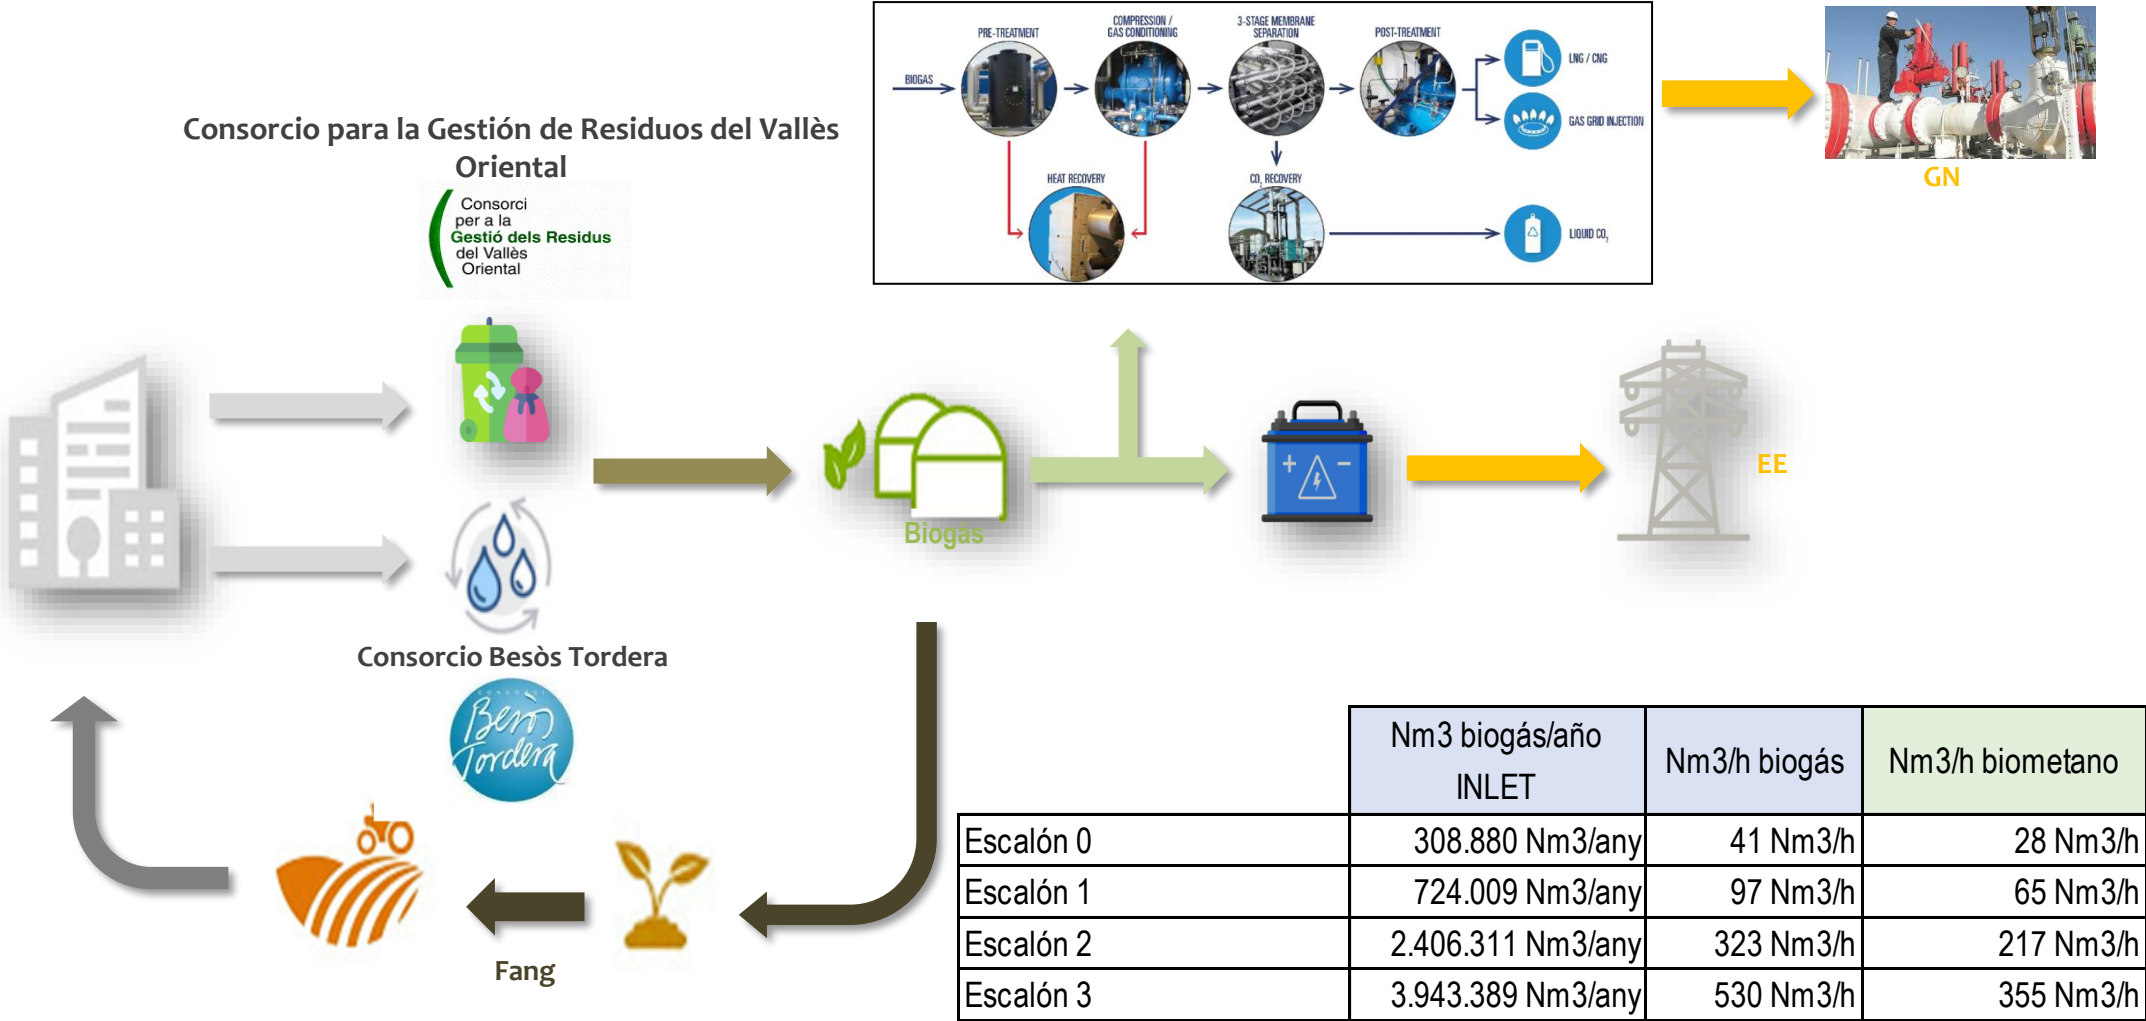 PRE-TREATMENT
COMPRESSION /
GAS CONDITIONING
3-STAGE MEMBRANE
SEPARATION
POST-TREATMENT
BIOGAS
LNG / CNG
GAS GRID INJECTION
HEAT RECOVERY
CO2 RECOVERY
LIQUID CO2
GN
Consorcio para la Gestión de Residuos del Vallès
Oriental
Consorci
per a la
Gestió dels Residus
del Vallès
Oriental
Biogás
EE
Consorcio Besòs Tordera
CONSORCI
Besòs
Tordera
Fang
Nm3 biogás/año
INLET
Nm3/h biogás
Nm3/h biometano
Escalón 0 308.880 Nm3/any 41 Nm3/h 28 Nm3/h
Escalón 1 724.009 Nm3/any 97 Nm3/h 65 Nm3/h
Escalón 2 2.406.311 Nm3/any 323 Nm3/h 217 Nm3/h
Escalón 3 3.943.389 Nm3/any 530 Nm3/h 355 Nm3/h